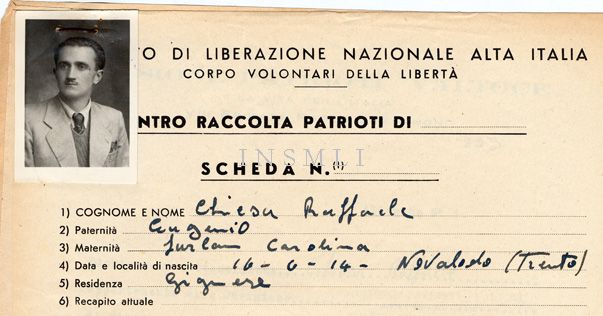 TO DI LIBERAZIONE NAZIONALE ALTA ITALIA
CORPO VOLONTARI DELLA LIBERTÀ
NTRO RACCOLTA PATRIOTI DI
INSMLI
SCHEDA N. (1)
1) COGNOME E NOME Chiesa Raffaele
2) Paternità Eugenio
3) Maternità Furlan Carolina
4) Data e località di nascita 16 - 6 - 14 - Novaledo (Trento)
5) Residenza Gignese
6) Recapito attuale